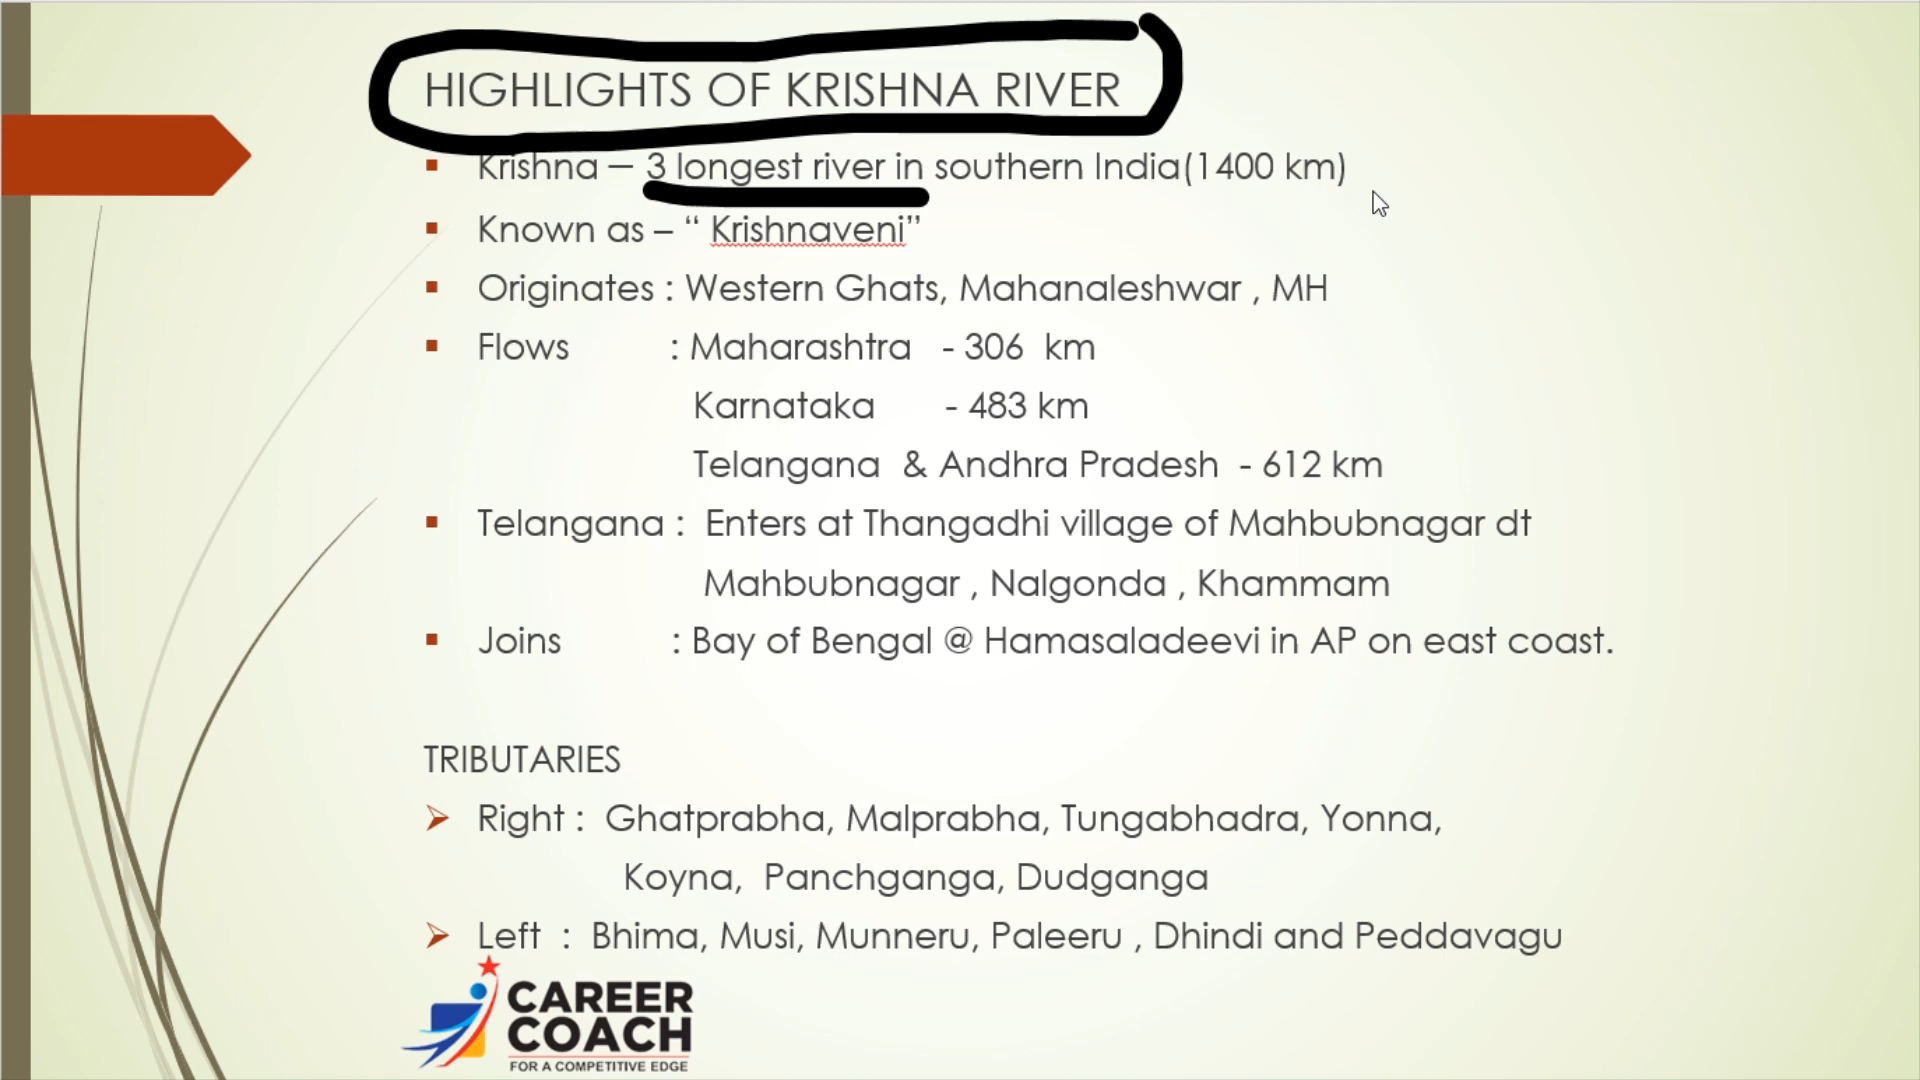 HIGHLIGHTS OF KRISHNA RIVER
Krishna – 3 longest river in southern India(1400 km)
Known as – “ Krishnaveni”
Originates : Western Ghats, Mahanaleshwar , MH
Flows : Maharashtra - 306 km
Karnataka - 483 km
Telangana & Andhra Pradesh - 612 km
Telangana : Enters at Thangadhi village of Mahbubnagar dt
Mahbubnagar , Nalgonda , Khammam
Joins : Bay of Bengal @ Hamasaladeevi in AP on east coast.
TRIBUTARIES
Right : Ghatprabha, Malprabha, Tungabhadra, Yonna,
Koyna, Panchganga, Dudganga
Left : Bhima, Musi, Munneru, Paleeru , Dhindi and Peddavagu
CAREER
COACH
FOR A COMPETITIVE EDGE